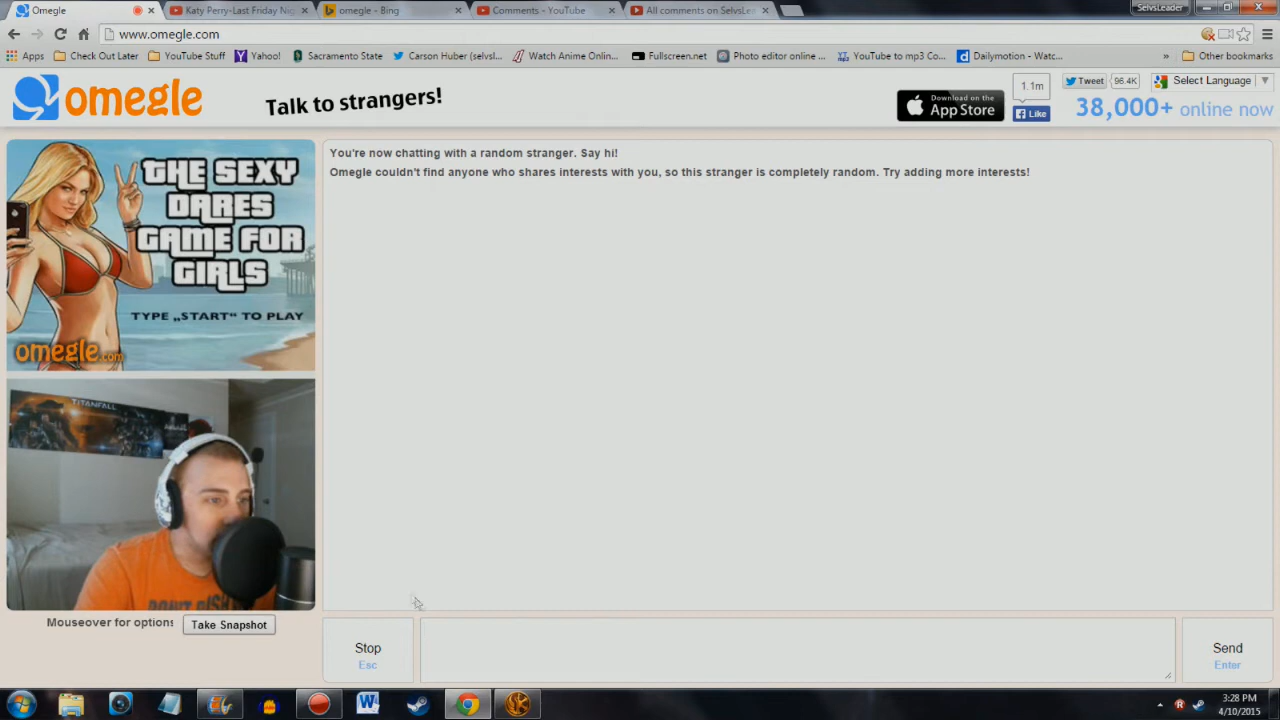 Omegle
Katy Perry-Last Friday Nig
omegle - Bing
Comments - YouTube
All comments on SelvsLea
SelvsLeader
www.omegle.com
Apps
Check Out Later
YouTube Stuff
Yahoo!
Sacramento State
Carson Huber (selvsl...
Watch Anime Onlin...
Fullscreen.net
Photo editor online ...
YouTube to mp3 Co...
Dailymotion - Watc...
»
Other bookmarks
omegle
Talk to strangers!
Download on the
App Store
1.1m
Like
Tweet
96.4K
Select Language
38,000+ online now
THE SEXY
DARES
GAME FOR
GIRLS
TYPE „START“ TO PLAY
omegle.com
You're now chatting with a random stranger. Say hi!
Omegle couldn't find anyone who shares interests with you, so this stranger is completely random. Try adding more interests!
TITANFALL
Mouseover for options
Take Snapshot
Stop
Esc
Send
Enter
3:28 PM
4/10/2015